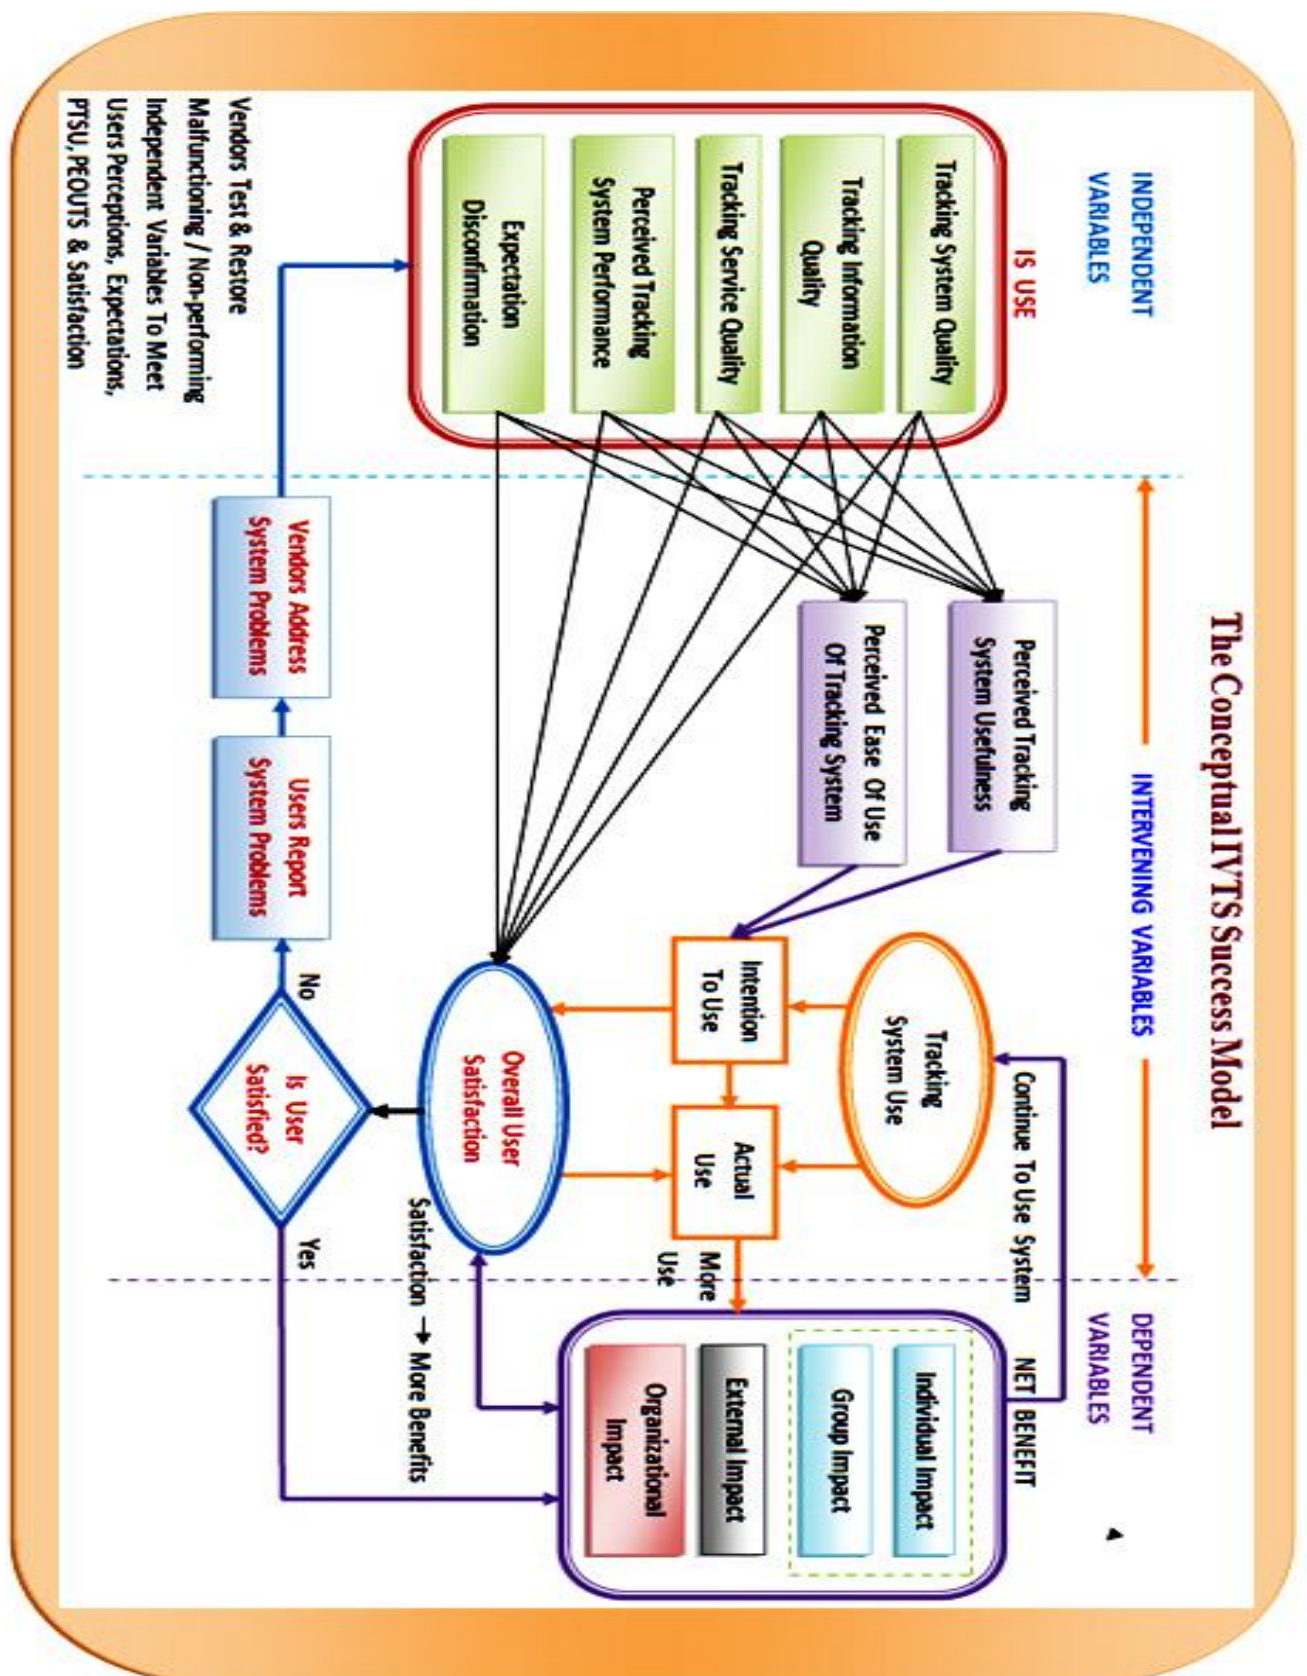 The Conceptual IVTS Success Model
INDEPENDENT
VARIABLES
INTERVENING VARIABLES
DEPENDENT
VARIABLES
IS USE
Tracking System Quality
Tracking Information
Quality
Tracking Service Quality
Perceived Tracking
System Performance
Expectation
Disconfirmation
Perceived Tracking
System Usefulness
Perceived Ease Of Use
Of Tracking System
Tracking
System Use
Continue To Use System
Intention
To Use
Actual
Use
More
Use
Overall User
Satisfaction
Satisfaction → More Benefits
NET BENEFIT
Individual Impact
Group Impact
External Impact
Organizational
Impact
Is User
Satisfied?
No
Yes
Users Report
System Problems
Vendors Address
System Problems
Vendors Test & Restore
Malfunctioning / Non-performing
Independent Variables To Meet
Users Perceptions, Expectations,
PTSU, PEOUTS & Satisfaction